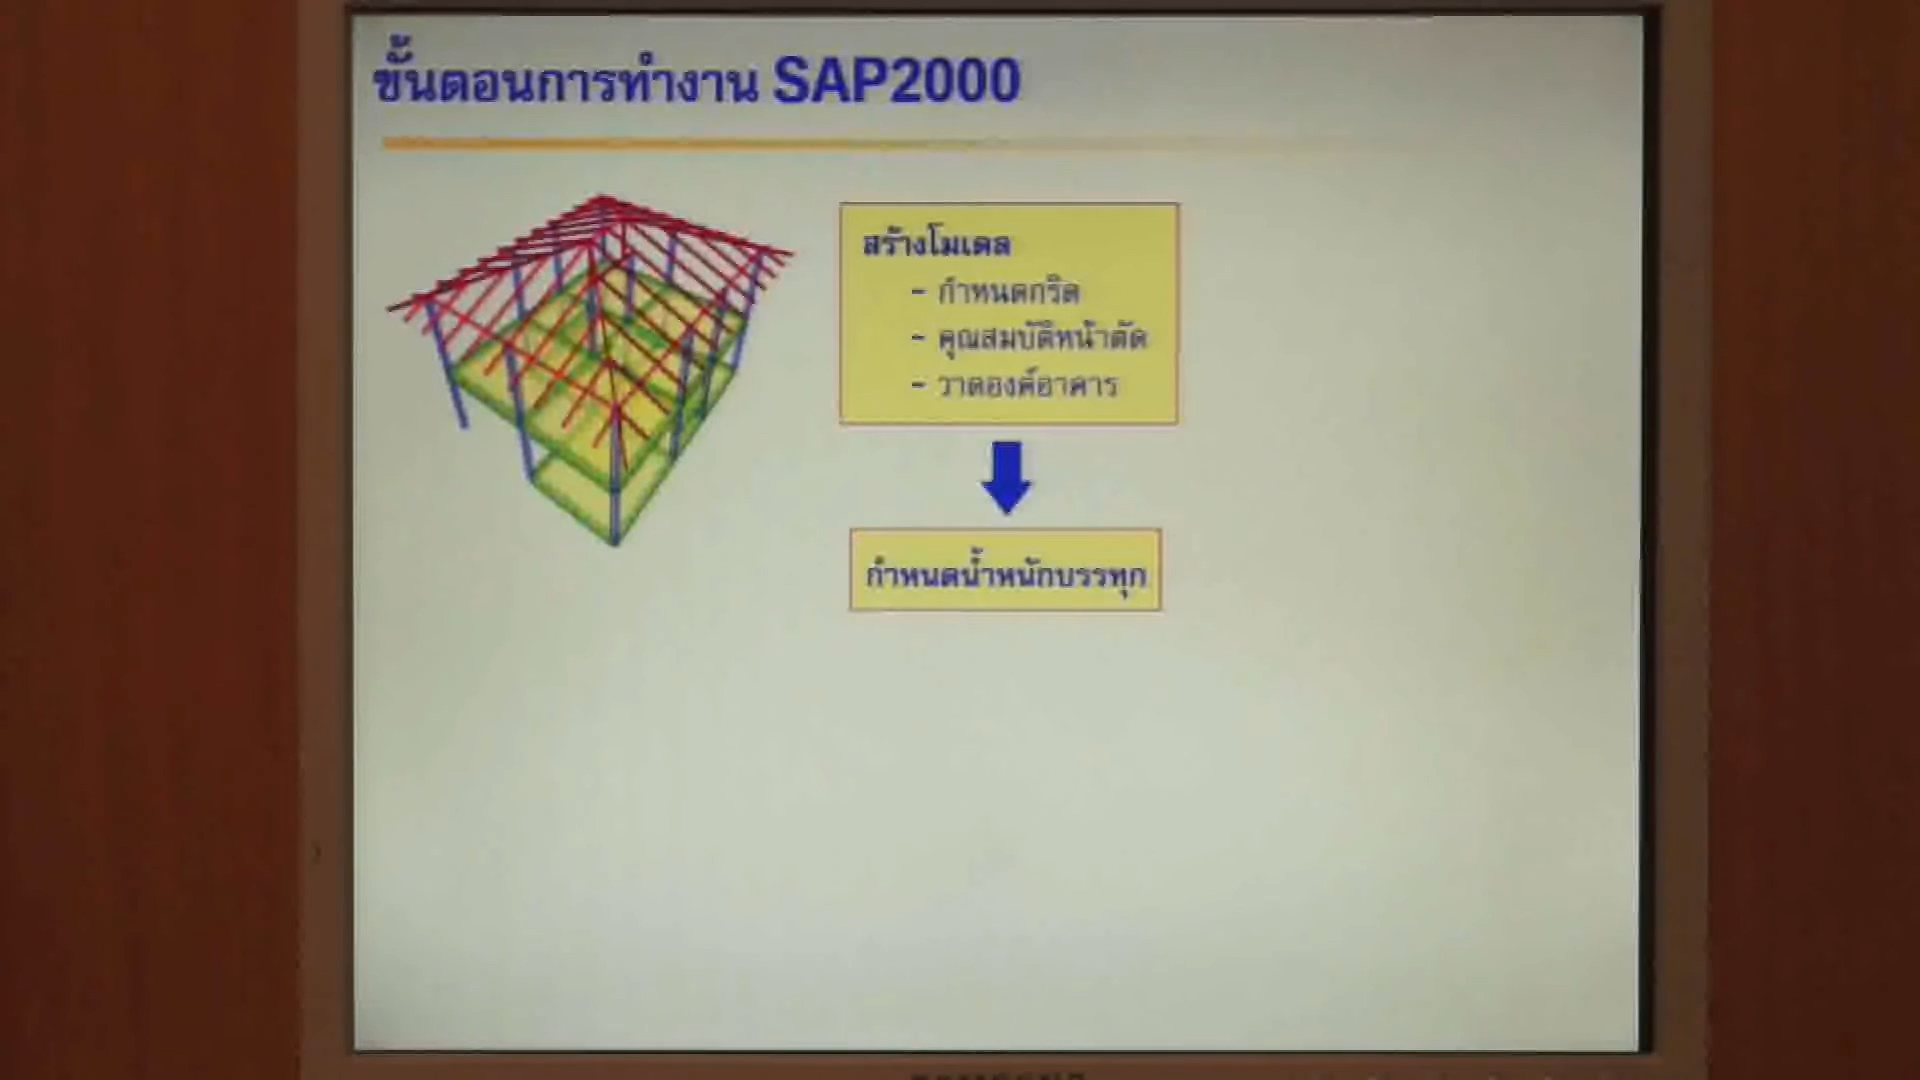 ขั้นตอนการทำงาน SAP2000
สร้างโมเดล
- กำหนดกริด
- คุณสมบัติหน้าตัด
- วาดองค์อาคาร
กำหนดน้ำหนักบรรทุก